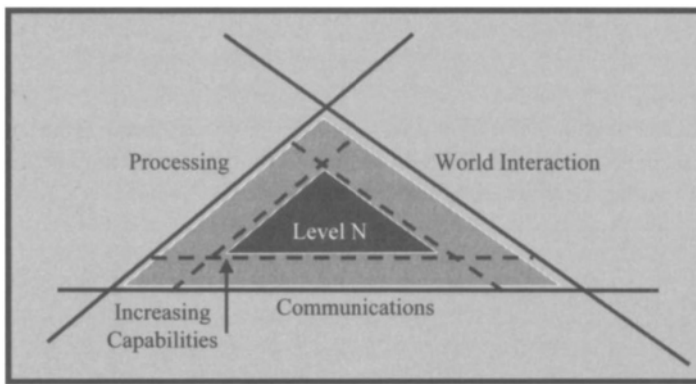 Processing
World Interaction
Level N
Increasing
Capabilities
Communications